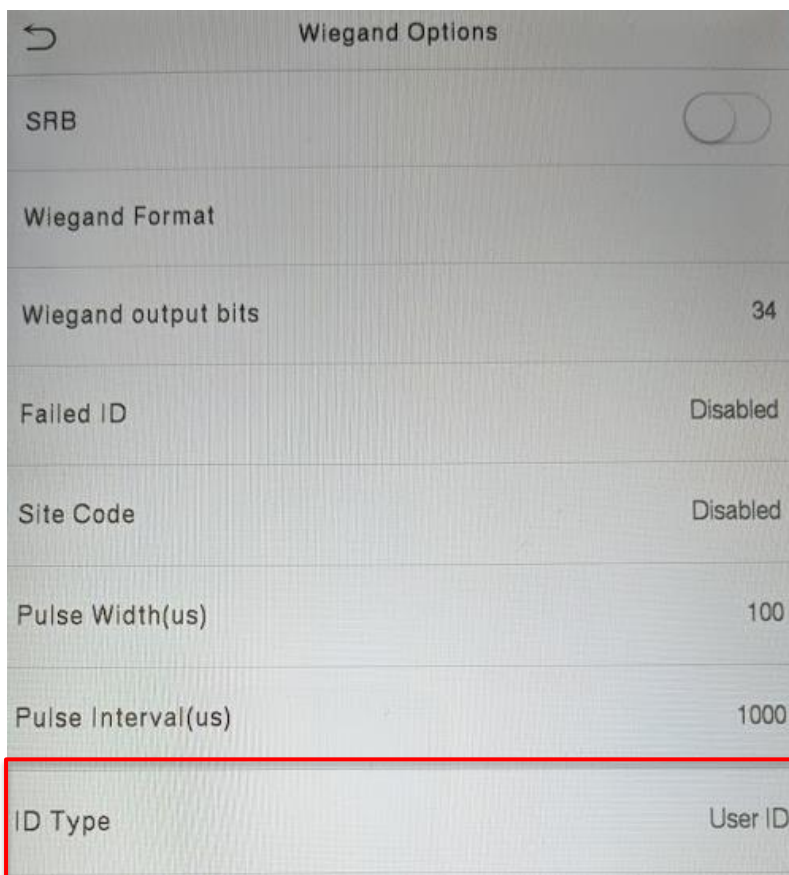 Wiegand Options
SRB
Wiegand Format
Wiegand output bits 34
Failed ID Disabled
Site Code Disabled
Pulse Width(us) 100
Pulse Interval(us) 1000
ID Type User ID